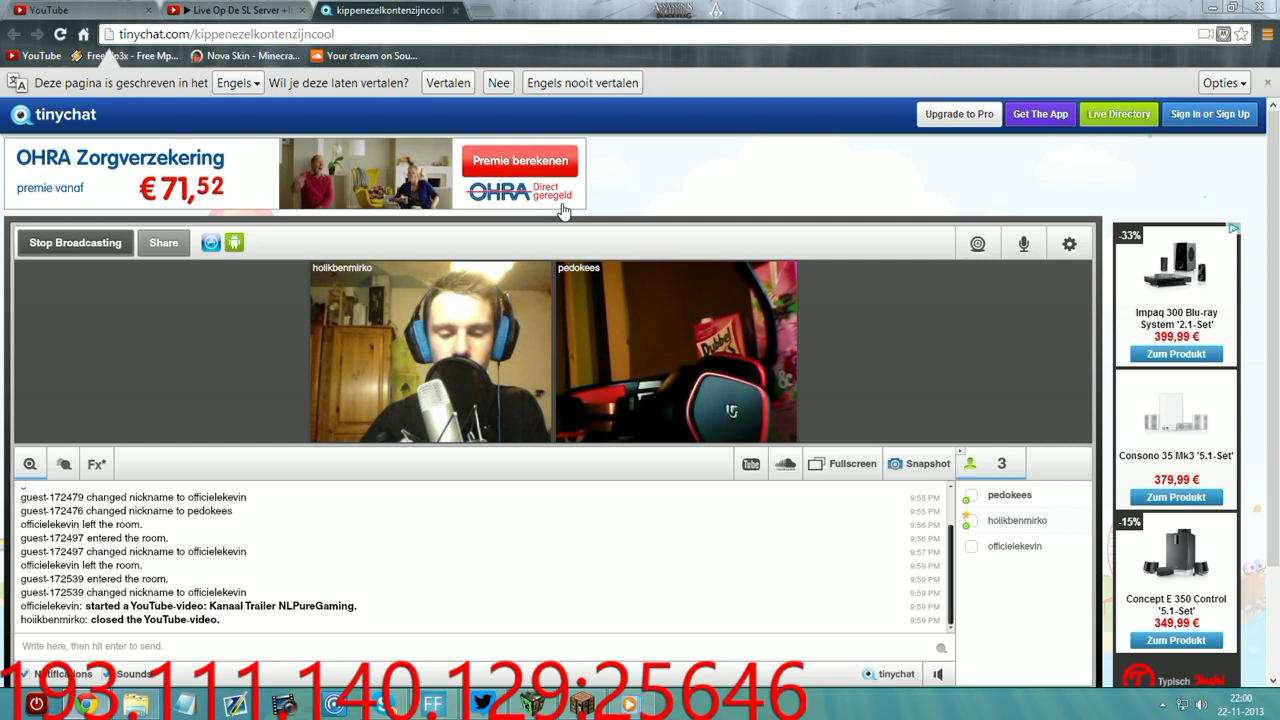 YouTube
▶ Live Op De SL Server + I
kippenezelkontenzijncool
tinychat.com/kippenezelkontenzijncool
YouTube
Your stream on Sou...
Nova Skin - Minecra...
Deze pagina is geschreven in het Engels Wil je deze laten vertalen? Vertalen Nee Engels nooit vertalen Opties
tinychat
Upgrade to Pro
Get The App
Live Directory
Sign In or Sign Up
OHRA Zorgverzekering
premie vanaf € 71,52
Premie berekenen
OHRA Direct geregeld
Stop Broadcasting
Share
hoiikbenmirko
pedokees
Dubbel
Fx*
You Tube
Fullscreen
Snapshot
3
guest-172479 changed nickname to officielekevin 9:55 PM
guest-172476 changed nickname to pedokees 9:55 PM
officielekevin left the room. 9:56 PM
guest-172497 entered the room. 9:56 PM
guest-172497 changed nickname to officielekevin 9:57 PM
officielekevin left the room. 9:58 PM
guest-172539 entered the room. 9:59 PM
guest-172539 changed nickname to officielekevin 9:59 PM
officielekevin: started a YouTube-video: Kanaal Trailer NLPureGaming. 9:59 PM
hoiikbenmirko: closed the YouTube-video. 9:59 PM
pedokees
hoiikbenmirko
officielekevin
Write here, then hit enter to send.
Notifications
Sounds
tinychat
-33%
Impaq 300 Blu-ray
System '2.1-Set'
399,99 €
Zum Produkt
Consono 35 Mk3 '5.1-Set'
379,99 €
Zum Produkt
-15%
Concept E 350 Control
'5.1-Set'
349,99 €
Zum Produkt
Typisch Teufel
193.111.140.129:25646
FF
22:00
22-11-2013